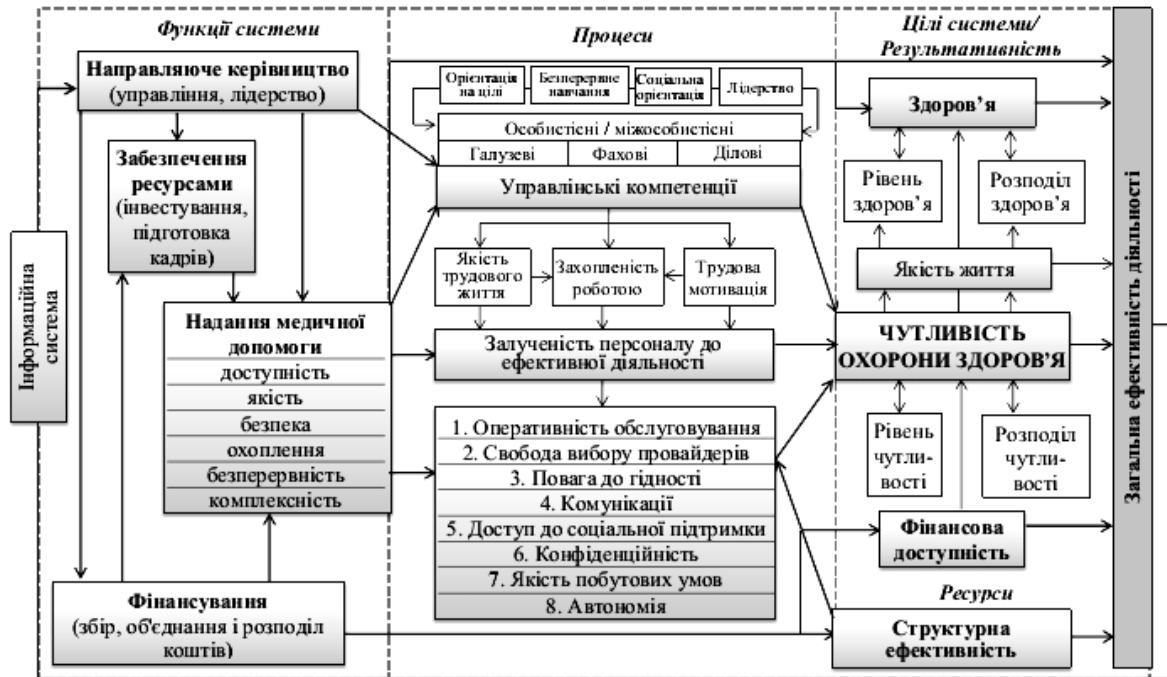 Функції системи
Процеси
Цілі системи/
Результативність
Інформаційна
система
Направляюче керівництво
(управління, лідерство)
Забезпечення
ресурсами
(інвестування,
підготовка
кадрів)
Надання медичної
допомоги
доступність
якість
безпека
охоплення
безперервність
комплексність
Фінансування
(збір, об'єднання і розподіл
коштів)
Орієнтація
на цілі
Безперервне
навчання
Соціальна
орієнтація
Лідерство
Особистісні / міжособистісні
Галузеві
Фахові
Ділові
Управлінські компетенції
Якість
трудового
життя
Захопленість
роботою
Трудова
мотивація
Залученість персоналу до
ефективної діяльності
1. Оперативність обслуговування
2. Свобода вибору провайдерів
3. Повага до гідності
4. Комунікації
5. Доступ до соціальної підтримки
6. Конфіденційність
7. Якість побутових умов
8. Автономія
Здоров’я
Рівень
здоров’я
Розподіл
здоров’я
Якість життя
ЧУТЛИВІСТЬ
ОХОРОНИ ЗДОРОВ’Я
Рівень
чутли-
вості
Розподіл
чутли-
вості
Фінансова
доступність
Ресурси
Структурна
ефективність
Загальна ефективність діяльності